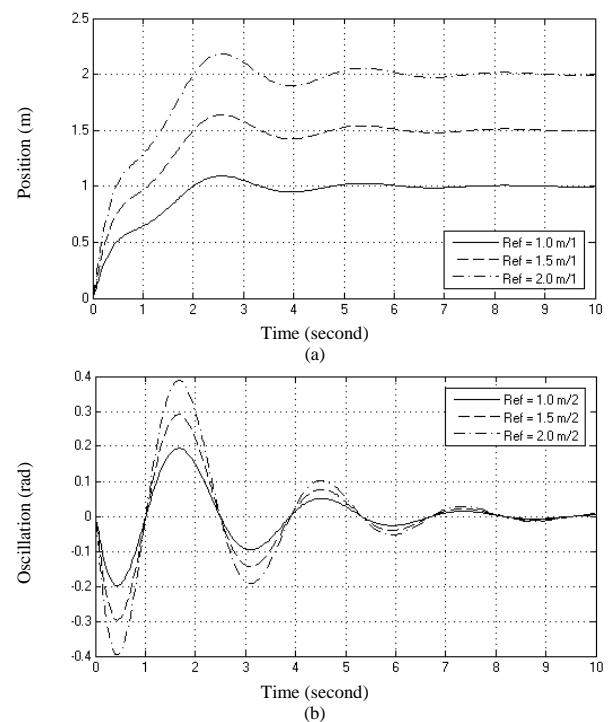 2.5
2
1.5
1
0.5
0
Position (m)
Ref = 1.0 m/1
Ref = 1.5 m/1
Ref = 2.0 m/1
0 1 2 3 4 5 6 7 8 9 10
Time (second)
(a)
0.4
0.3
0.2
0.1
0
-0.1
-0.2
-0.3
-0.4
Oscillation (rad)
Ref = 1.0 m/2
Ref = 1.5 m/2
Ref = 2.0 m/2
0 1 2 3 4 5 6 7 8 9 10
Time (second)
(b)